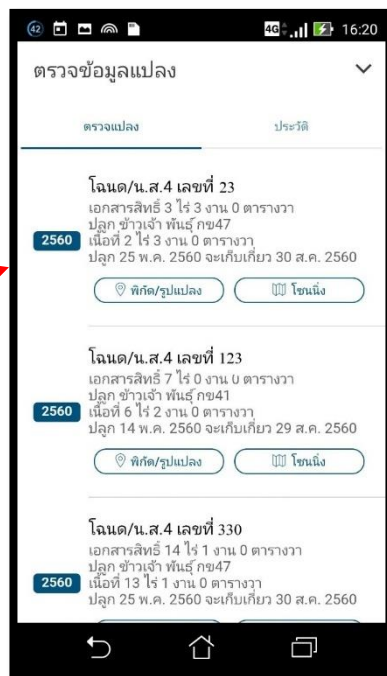 42 4G 16:20
ตรวจข้อมูลแปลง
ตรวจแปลง ประวัติ
โฉนด/น.ส.4 เลขที่ 23
เอกสารสิทธิ์ 3 ไร่ 3 งาน 0 ตารางวา
ปลูก ข้าวเจ้า พันธุ์ กข47
2560 เนื้อที่ 2 ไร่ 3 งาน 0 ตารางวา
ปลูก 25 พ.ค. 2560 จะเก็บเกี่ยว 30 ส.ค. 2560
พิกัด/รูปแปลง โซนนิ่ง
โฉนด/น.ส.4 เลขที่ 123
เอกสารสิทธิ์ 7 ไร่ 0 งาน 0 ตารางวา
ปลูก ข้าวเจ้า พันธุ์ กข41
2560 เนื้อที่ 6 ไร่ 2 งาน 0 ตารางวา
ปลูก 14 พ.ค. 2560 จะเก็บเกี่ยว 29 ส.ค. 2560
พิกัด/รูปแปลง โซนนิ่ง
โฉนด/น.ส.4 เลขที่ 330
เอกสารสิทธิ์ 14 ไร่ 1 งาน 0 ตารางวา
ปลูก ข้าวเจ้า พันธุ์ กข47
2560 เนื้อที่ 13 ไร่ 1 งาน 0 ตารางวา
ปลูก 25 พ.ค. 2560 จะเก็บเกี่ยว 30 ส.ค. 2560